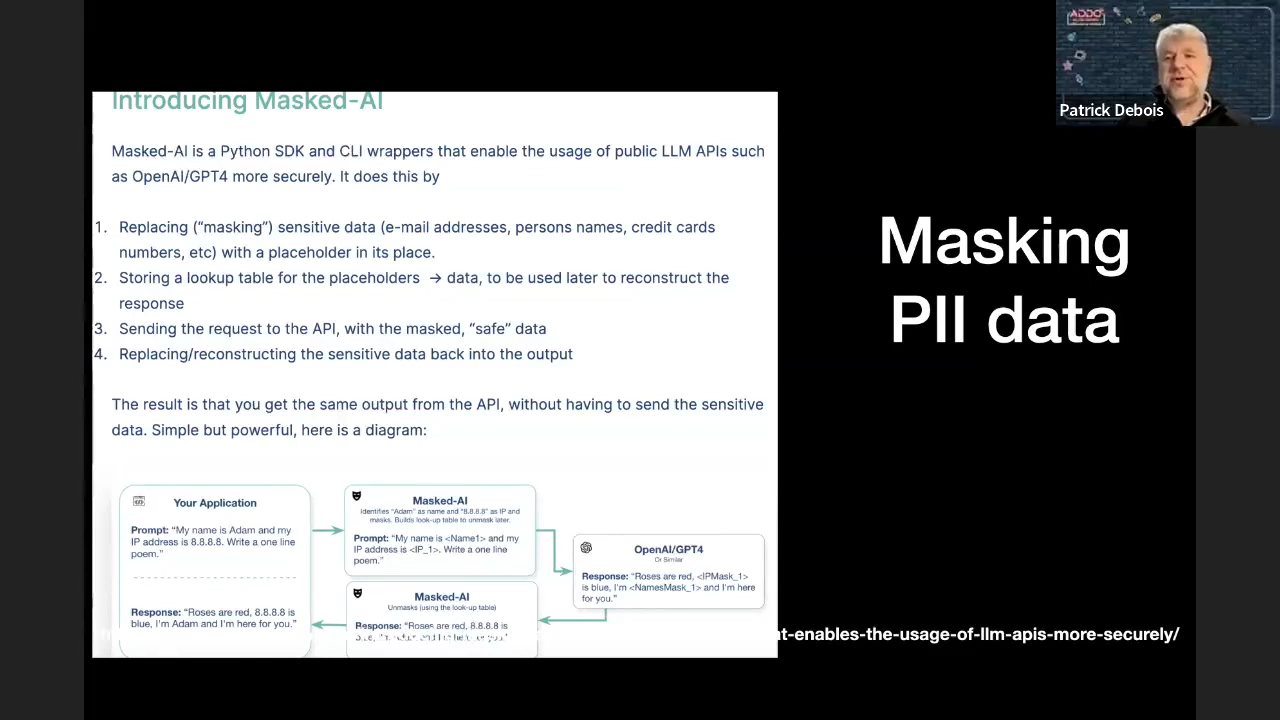 ADDO
Patrick Debois
Introducing Masked-AI
Masked-AI is a Python SDK and CLI wrappers that enable the usage of public LLM APIs such
as OpenAI/GPT4 more securely. It does this by
1. Replacing (“masking”) sensitive data (e-mail addresses, persons names, credit cards
numbers, etc) with a placeholder in its place.
2. Storing a lookup table for the placeholders → data, to be used later to reconstruct the
response
3. Sending the request to the API, with the masked, “safe” data
4. Replacing/reconstructing the sensitive data back into the output
The result is that you get the same output from the API, without having to send the sensitive
data. Simple but powerful, here is a diagram:
Masking
PII data
Your Application
Prompt: “My name is Adam and my
IP address is 8.8.8.8. Write a one line
poem.”
Response: “Roses are red, 8.8.8.8 is
blue, I'm Adam and I'm here for you.”
Masked-AI
Identifies “Adam” as name and “8.8.8.8” as IP and
masks. Builds look-up table to unmask later.
Prompt: “My name is <Name1> and my
IP address is <IP_1>. Write a one line
poem.”
OpenAI/GPT4
Or Similar
Response: “Roses are red, <IPMask_1>
is blue, I'm <NamesMask_1> and I'm here
for you.”
Masked-AI
Unmasks (using the look-up table)
Response: “Roses are red, 8.8.8.8 is
nt-enables-the-usage-of-llm-apis-more-securely/